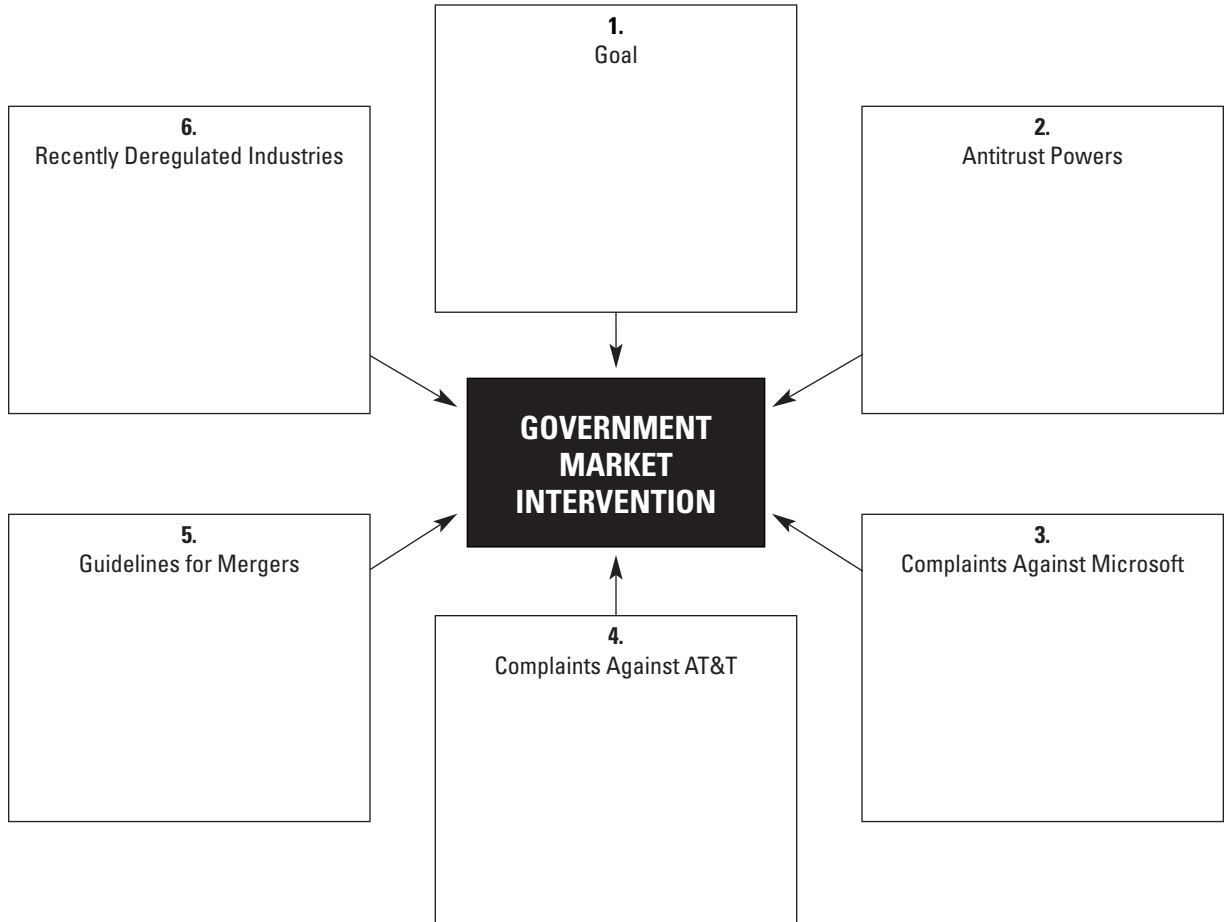 1.
Goal
2.
Antitrust Powers
3.
Complaints Against Microsoft
4.
Complaints Against AT&T
5.
Guidelines for Mergers
6.
Recently Deregulated Industries
GOVERNMENT
MARKET
INTERVENTION